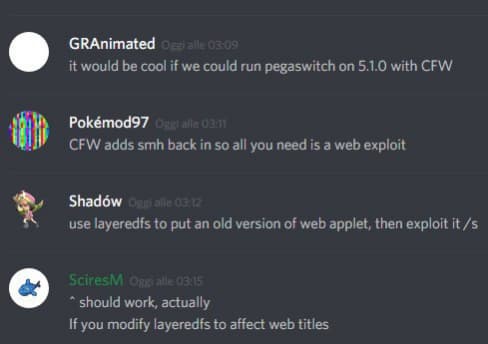 GRAnimated Oggi alle 03:09
it would be cool if we could run pegaswitch on 5.1.0 with CFW
Pokémod97 Oggi alle 03:11
CFW adds smh back in so all you need is a web exploit
Shadów Oggi alle 03:12
use layeredfs to put an old version of web applet, then exploit it /s
SciresM Oggi alle 03:15
^ should work, actually
If you modify layeredfs to affect web titles